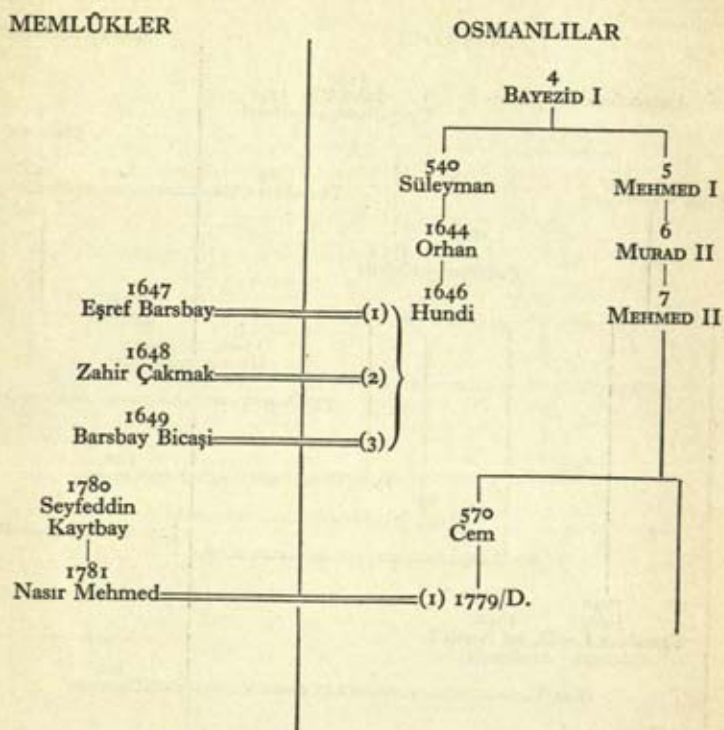 MEMLÛKLER
OSMANLILAR
4
BAYEZİD I
540
Süleyman
5
MEHMED I
1644
Orhan
6
MURAD II
1647
Eşref Barsbay
(1)
1646
Hundi
7
MEHMED II
1648
Zahir Çakmak
(2)
1649
Barsbay Bicaşi
(3)
1780
Seyfeddin
Kaytbay
570
Cem
1781
Nasır Mehmed
(1) 1779/D.